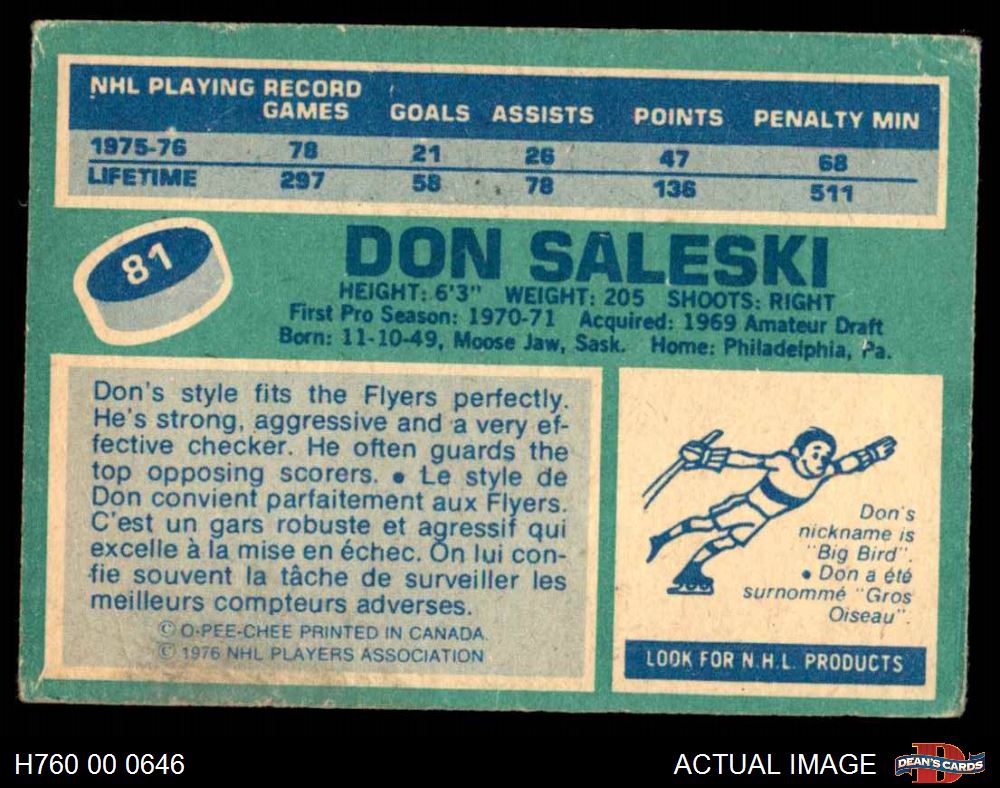 NHL PLAYING RECORD
GAMES GOALS ASSISTS POINTS PENALTY MIN
1975-76 78 21 26 47 68
LIFETIME 297 58 78 136 511
81
DON SALESKI
HEIGHT: 6'3" WEIGHT: 205 SHOOTS: RIGHT
First Pro Season: 1970-71 Acquired: 1969 Amateur Draft
Born: 11-10-49, Moose Jaw, Sask. Home: Philadelphia, Pa.
Don's style fits the Flyers perfectly.
He's strong, aggressive and a very ef-
fective checker. He often guards the
top opposing scorers. • Le style de
Don convient parfaitement aux Flyers.
C'est un gars robuste et agressif qui
excelle à la mise en échec. On lui con-
fie souvent la tâche de surveiller les
meilleurs compteurs adverses.
© O-PEE-CHEE PRINTED IN CANADA.
© 1976 NHL PLAYERS ASSOCIATION
Don's
nickname is
"Big Bird".
• Don a été
surnommé "Gros
Oiseau".
LOOK FOR N.H.L. PRODUCTS
H760 00 0646
ACTUAL IMAGE
D
DEAN'S CARDS